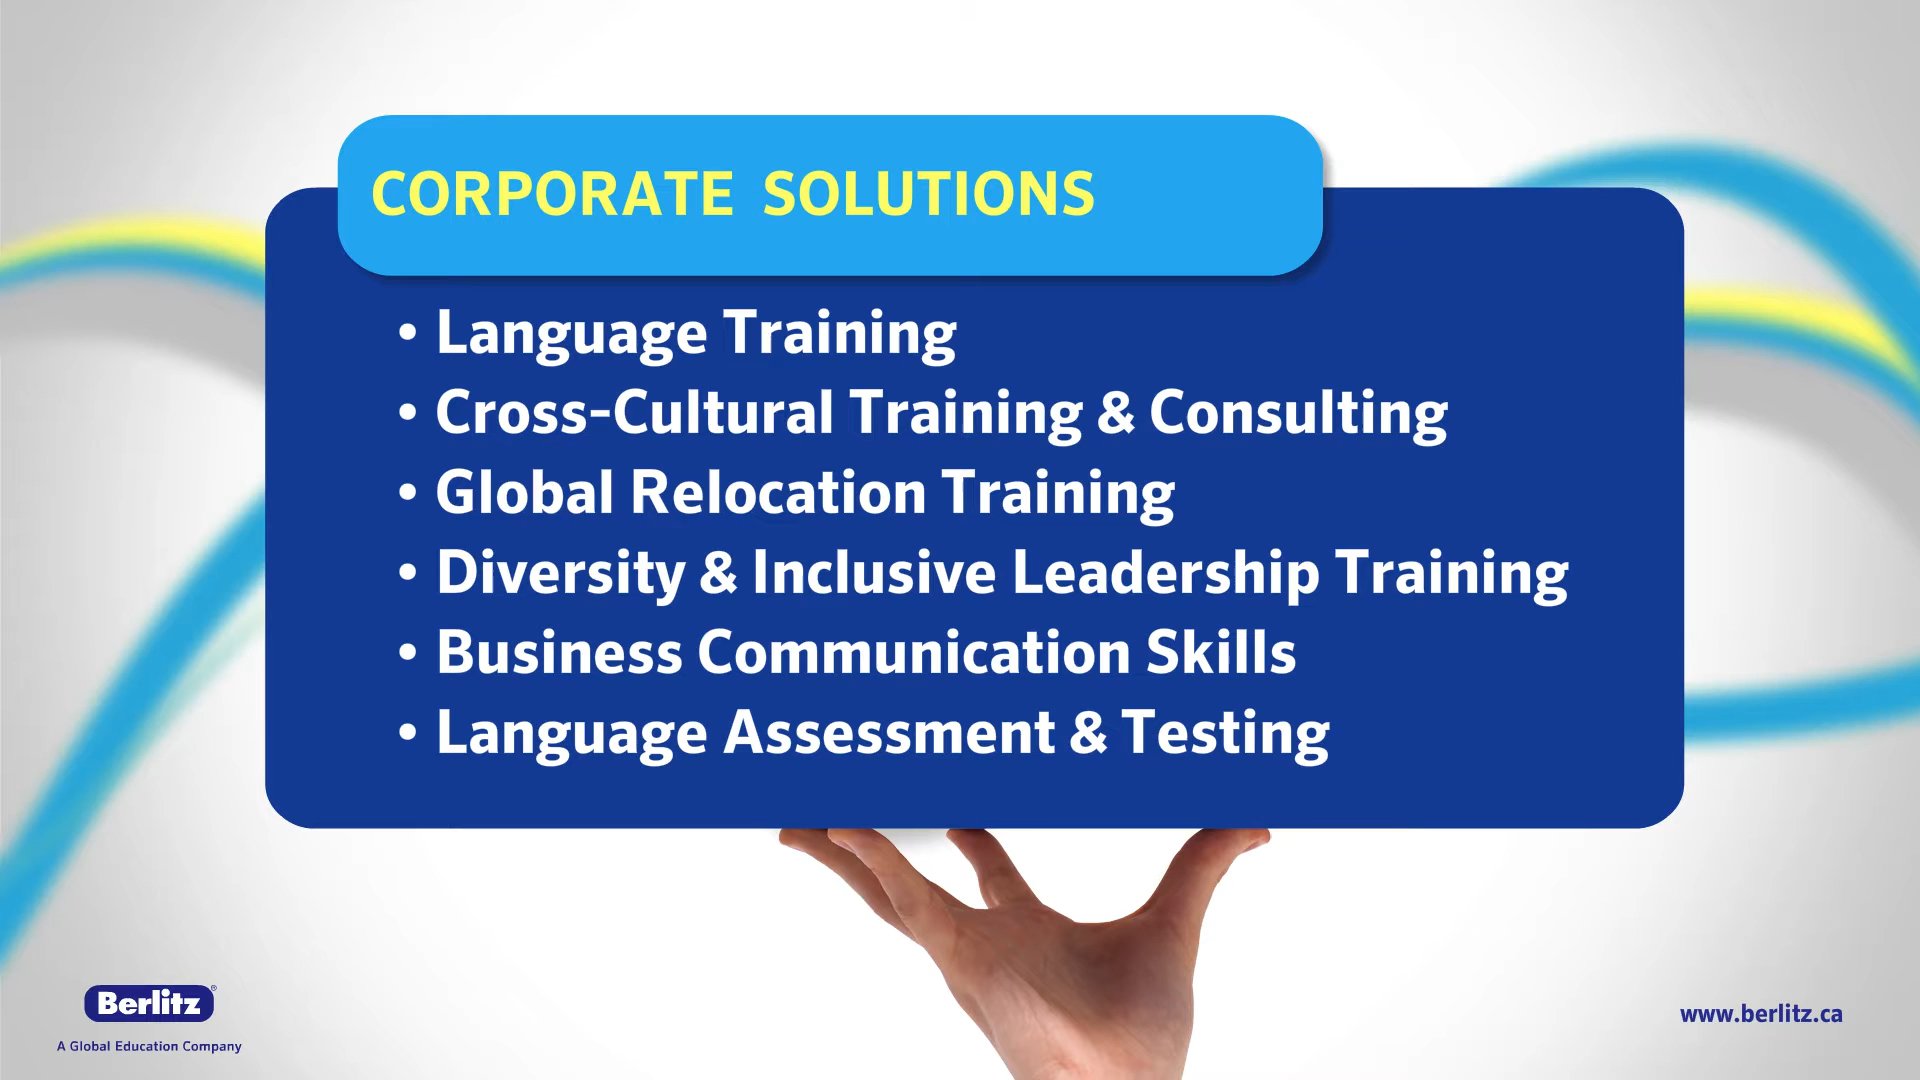 CORPORATE SOLUTIONS
• Language Training
• Cross-Cultural Training & Consulting
• Global Relocation Training
• Diversity & Inclusive Leadership Training
• Business Communication Skills
• Language Assessment & Testing
Berlitz®
A Global Education Company
www.berlitz.ca